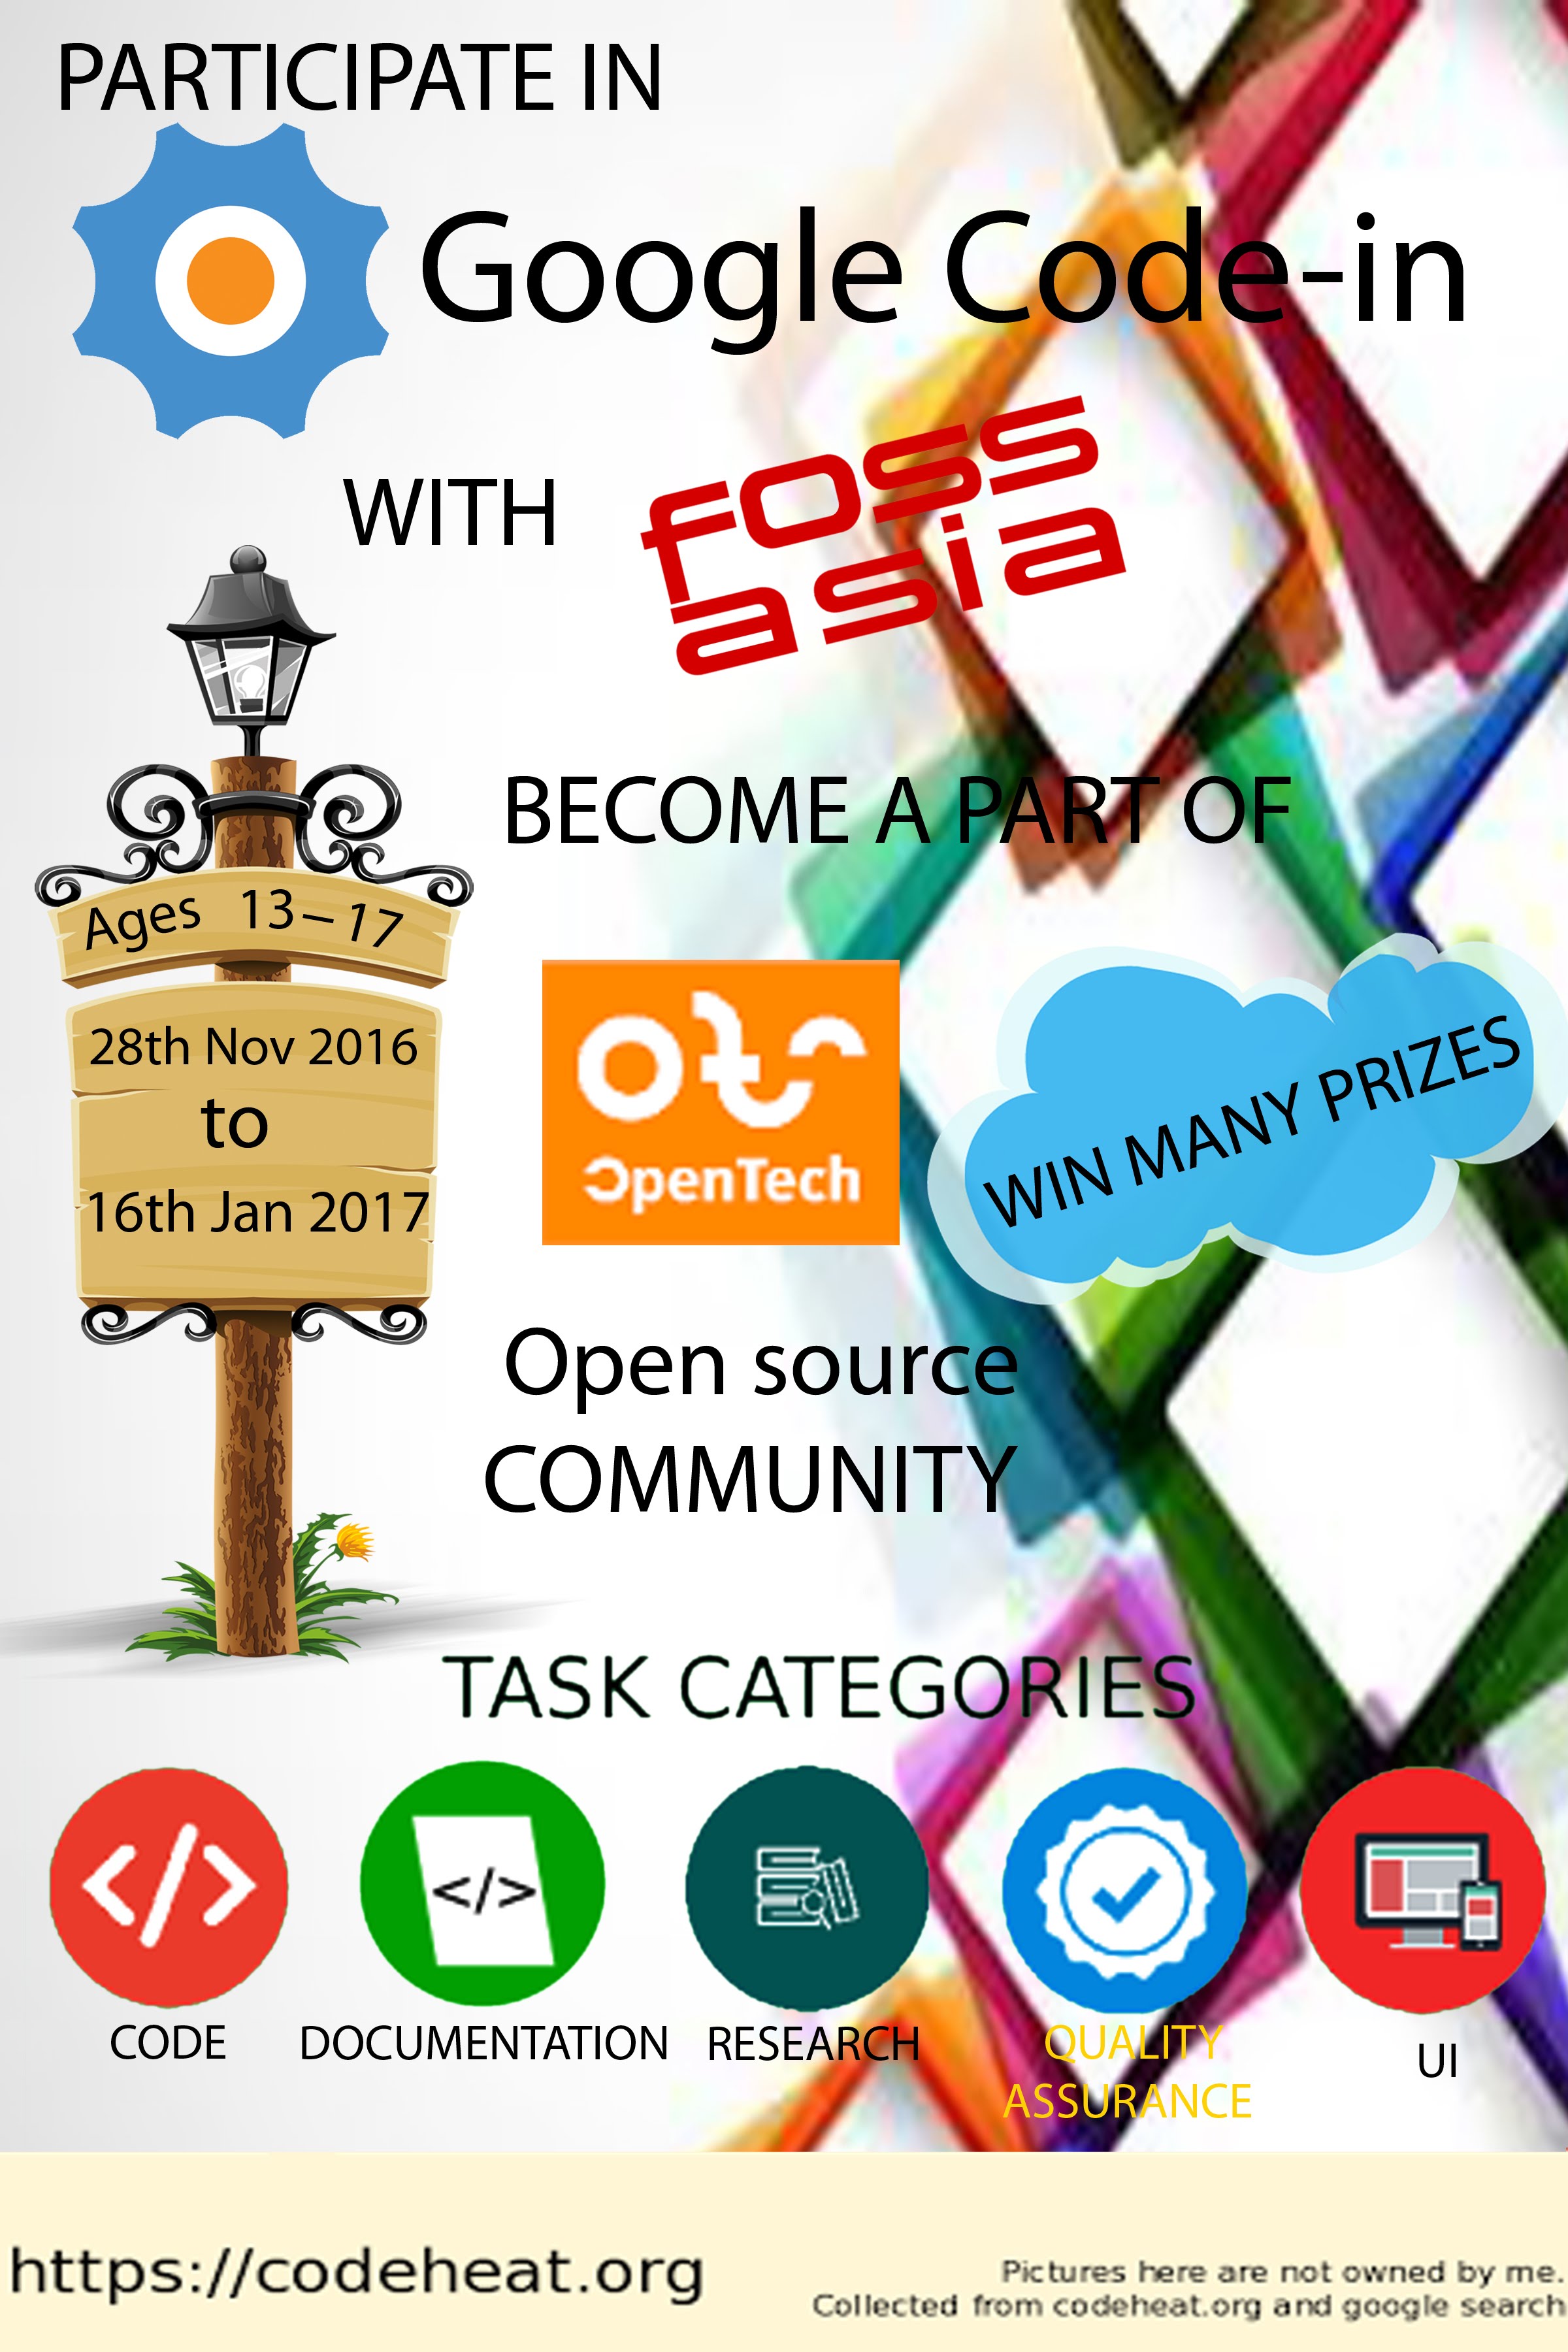 PARTICIPATE IN
Google Code-in
WITH
foss
asia
BECOME A PART OF
Ages 13-17
28th Nov 2016
to
16th Jan 2017
OpenTech
WIN MANY PRIZES
Open source
COMMUNITY
TASK CATEGORIES
</>
</>
CODE
DOCUMENTATION
RESEARCH
QUALITY
ASSURANCE
UI
https://codeheat.org
Pictures here are not owned by me.
Collected from codeheat.org and google search